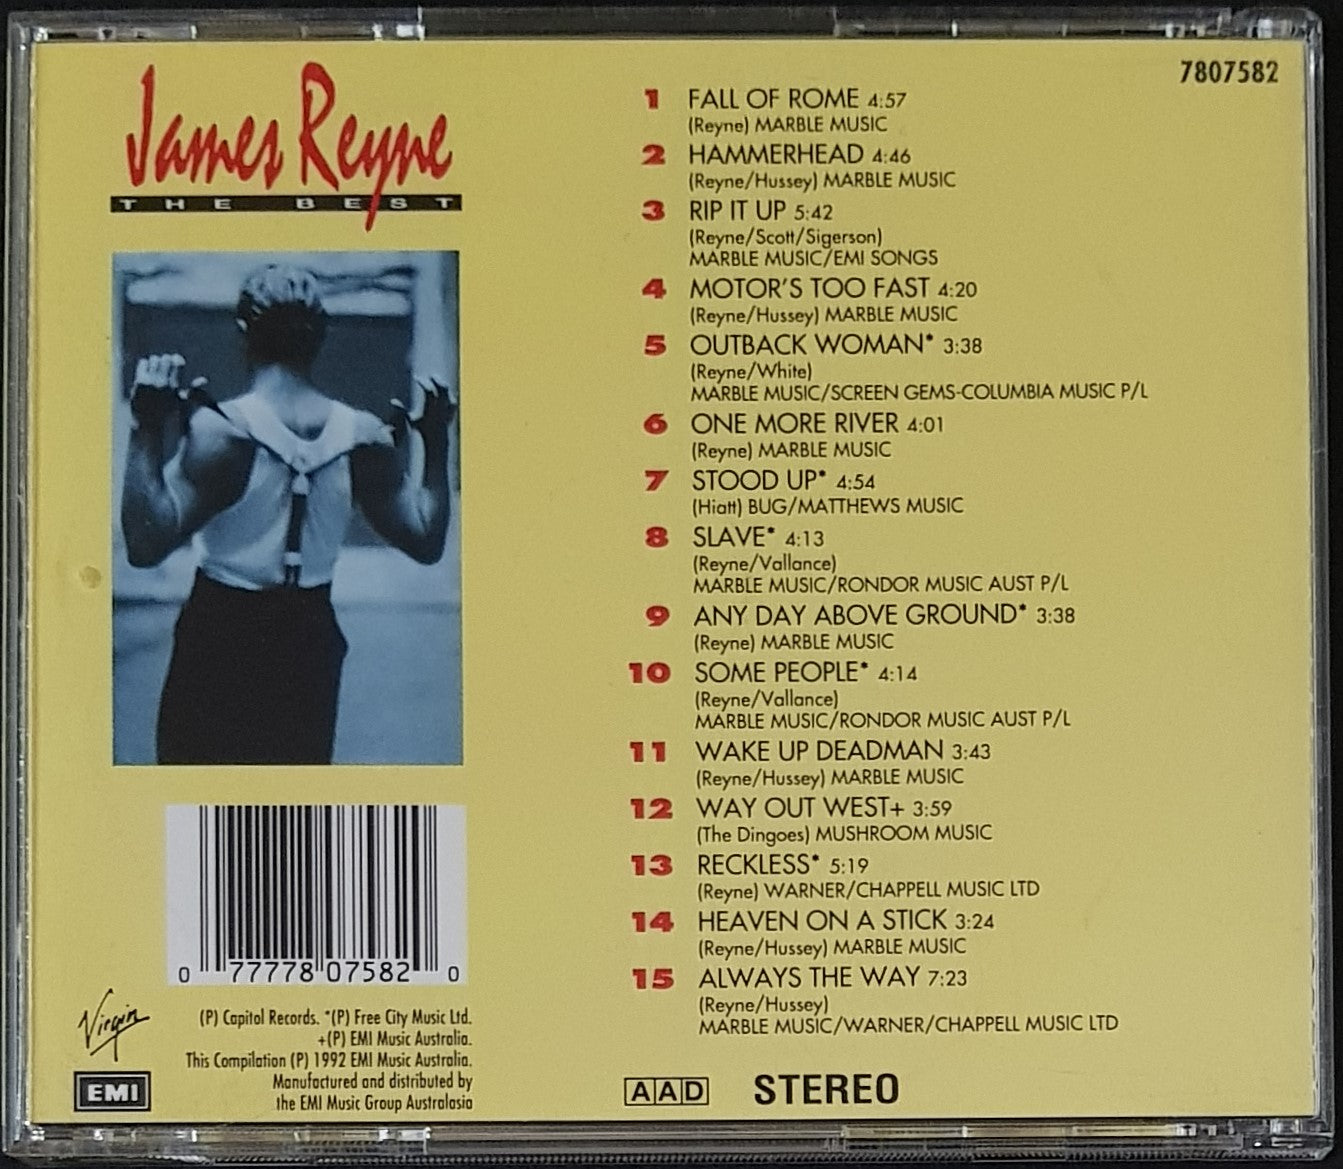 7807582
James Reyne
THE BEST
1 FALL OF ROME 4:57
(Reyne) MARBLE MUSIC
2 HAMMERHEAD 4:46
(Reyne/Hussey) MARBLE MUSIC
3 RIP IT UP 5:42
(Reyne/Scott/Sigerson)
MARBLE MUSIC/EMI SONGS
4 MOTOR'S TOO FAST 4:20
(Reyne/Hussey) MARBLE MUSIC
5 OUTBACK WOMAN* 3:38
(Reyne/White)
MARBLE MUSIC/SCREEN GEMS-COLUMBIA MUSIC P/L
6 ONE MORE RIVER 4:01
(Reyne) MARBLE MUSIC
7 STOOD UP* 4:54
(Hiatt) BUG/MATTHEWS MUSIC
8 SLAVE* 4:13
(Reyne/Vallance)
MARBLE MUSIC/RONDOR MUSIC AUST P/L
9 ANY DAY ABOVE GROUND* 3:38
(Reyne) MARBLE MUSIC
10 SOME PEOPLE* 4:14
(Reyne/Vallance)
MARBLE MUSIC/RONDOR MUSIC AUST P/L
11 WAKE UP DEADMAN 3:43
(Reyne/Hussey) MARBLE MUSIC
12 WAY OUT WEST+ 3:59
(The Dingoes) MUSHROOM MUSIC
13 RECKLESS* 5:19
(Reyne) WARNER/CHAPPELL MUSIC LTD
14 HEAVEN ON A STICK 3:24
(Reyne/Hussey) MARBLE MUSIC
15 ALWAYS THE WAY 7:23
(Reyne/Hussey)
MARBLE MUSIC/WARNER/CHAPPELL MUSIC LTD
0 77778 07582 0
Virgin
EMI
(P) Capitol Records. *(P) Free City Music Ltd.
+(P) EMI Music Australia.
This Compilation (P) 1992 EMI Music Australia.
Manufactured and distributed by
the EMI Music Group Australasia
AAD STEREO